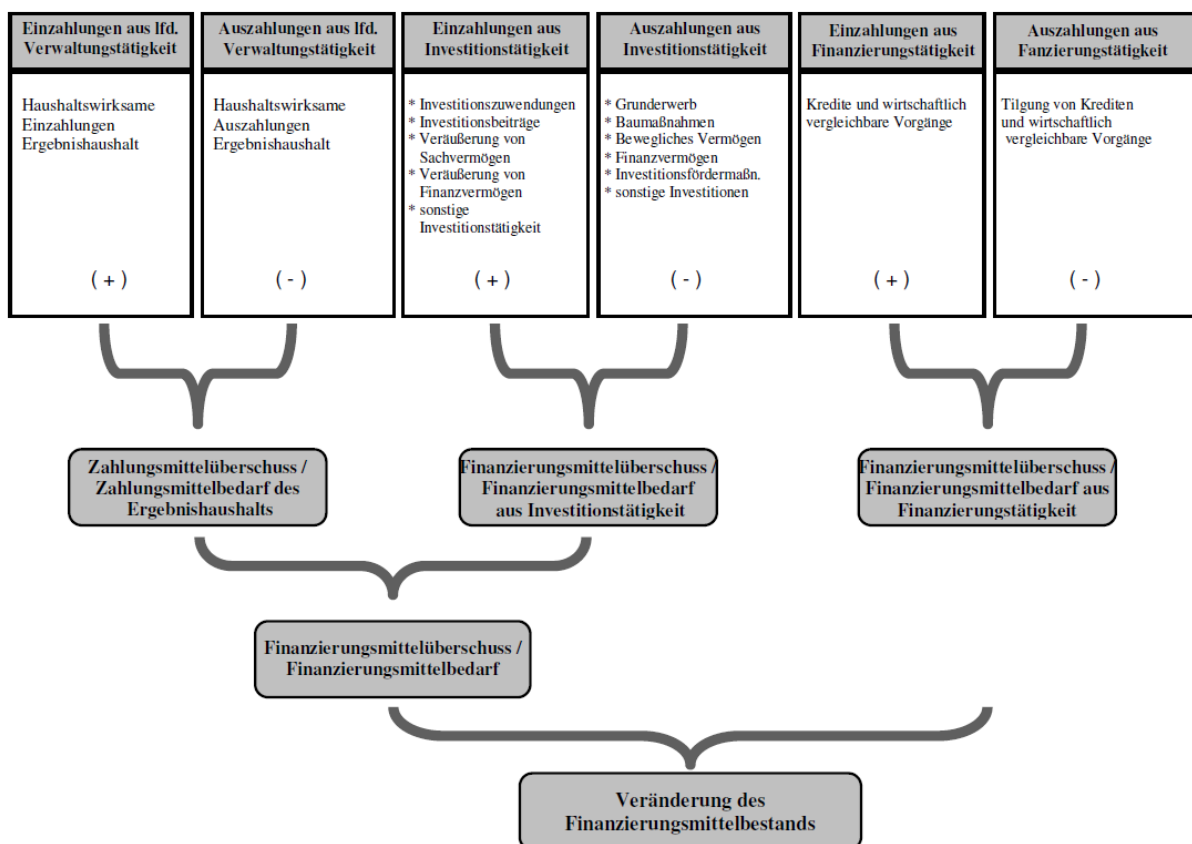 Einzahlungen aus lfd.
Verwaltungstätigkeit
Auszahlungen aus lfd.
Verwaltungstätigkeit
Einzahlungen aus
Investitionstätigkeit
Auszahlungen aus
Investitionstätigkeit
Einzahlungen aus
Finanzierungstätigkeit
Auszahlungen aus
Fanzierungstätigkeit
Haushaltswirksame
Einzahlungen
Ergebnishaushalt
( + )
Haushaltswirksame
Auszahlungen
Ergebnishaushalt
( - )
* Investitionszuwendungen
* Investitionsbeiträge
* Veräußerung von
Sachvermögen
* Veräußerung von
Finanzvermögen
* sonstige
Investitionstätigkeit
( + )
* Grunderwerb
* Baumaßnahmen
* Bewegliches Vermögen
* Finanzvermögen
* Investitionsfördermaßn.
* sonstige Investitionen
( - )
Kredite und wirtschaftlich
vergleichbare Vorgänge
( + )
Tilgung von Krediten
und wirtschaftlich
vergleichbare Vorgänge
( - )
Zahlungsmittelüberschuss /
Zahlungsmittelbedarf des
Ergebnishaushalts
Finanzierungsmittelüberschuss /
Finanzierungsmittelbedarf
aus Investitionstätigkeit
Finanzierungsmittelüberschuss /
Finanzierungsmittelbedarf aus
Finanzierungstätigkeit
Finanzierungsmittelüberschuss /
Finanzierungsmittelbedarf
Veränderung des
Finanzierungsmittelbestands